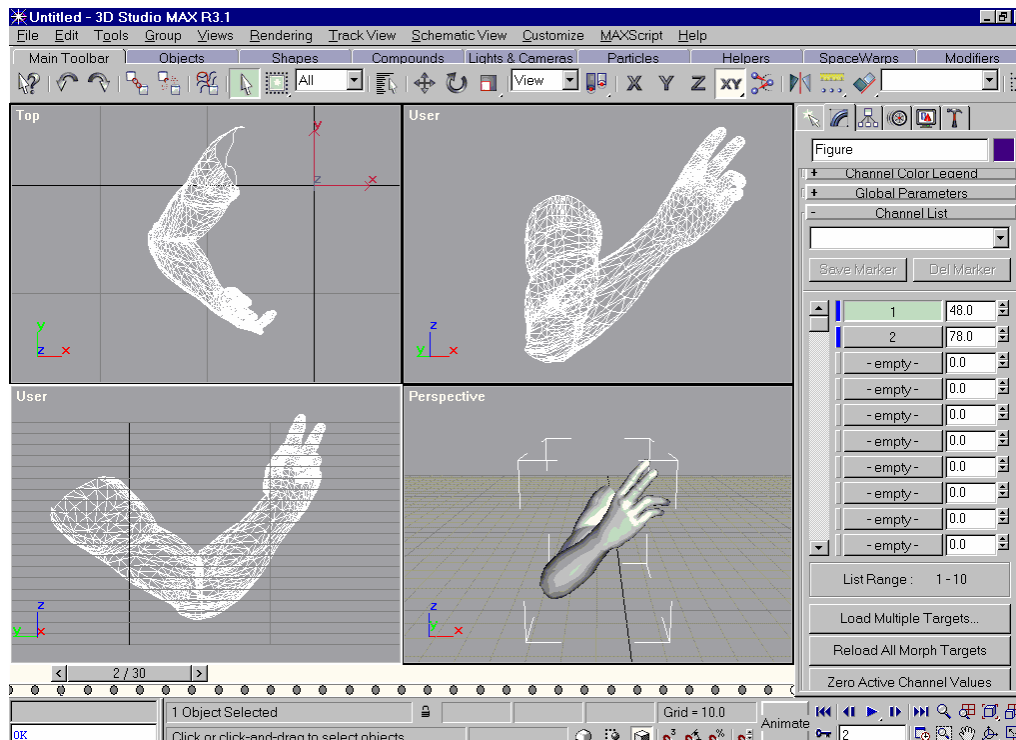 Untitled - 3D Studio MAX R3.1
File Edit Tools Group Views Rendering Track View Schematic View Customize MAXScript Help
Main Toolbar Objects Shapes Compounds Lights & Cameras Particles Helpers SpaceWarps Modifiers
All View X Y Z XY
Top
y
x
z
y
z x
User
z
y x
User
z
y x
Perspective
z
y x
Figure
+ Channel Color Legend
+ Global Parameters
- Channel List
Save Marker Del Marker
1 48.0
2 78.0
- empty - 0.0
- empty - 0.0
- empty - 0.0
- empty - 0.0
- empty - 0.0
- empty - 0.0
- empty - 0.0
- empty - 0.0
List Range : 1 - 10
Load Multiple Targets...
Reload All Morph Targets
Zero Active Channel Values
< 2 / 30 >
1 Object Selected Grid = 10.0 Animate
OK Click or click-and-drag to select objects 2